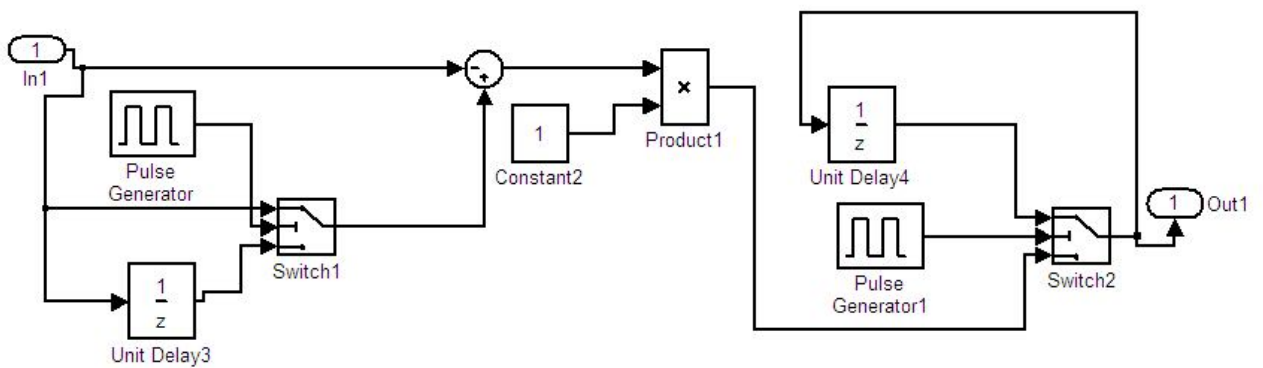 1
In1
Pulse
Generator
1
z
Unit Delay3
Switch1
-
+
1
Constant2
×
Product1
1
z
Unit Delay4
Pulse
Generator1
Switch2
1
Out1